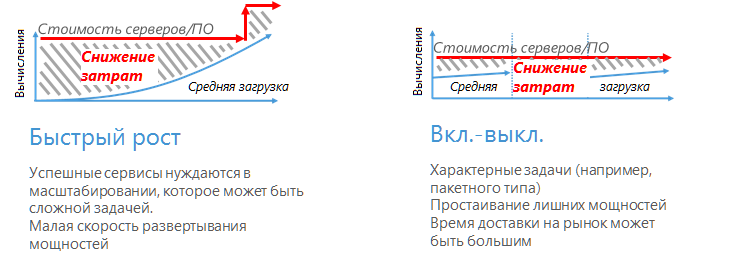 Стоимость серверов/ПО
Вычисления
Снижение
затрат
Средняя загрузка
Быстрый рост
Успешные сервисы нуждаются в
масштабировании, которое может быть
сложной задачей.
Малая скорость развертывания
мощностей
Стоимость серверов/ПО
Вычисления
Снижение
Средняя затрат загрузка
Вкл.-выкл.
Характерные задачи (например,
пакетного типа)
Простаивание лишних мощностей
Время доставки на рынок может
быть большим